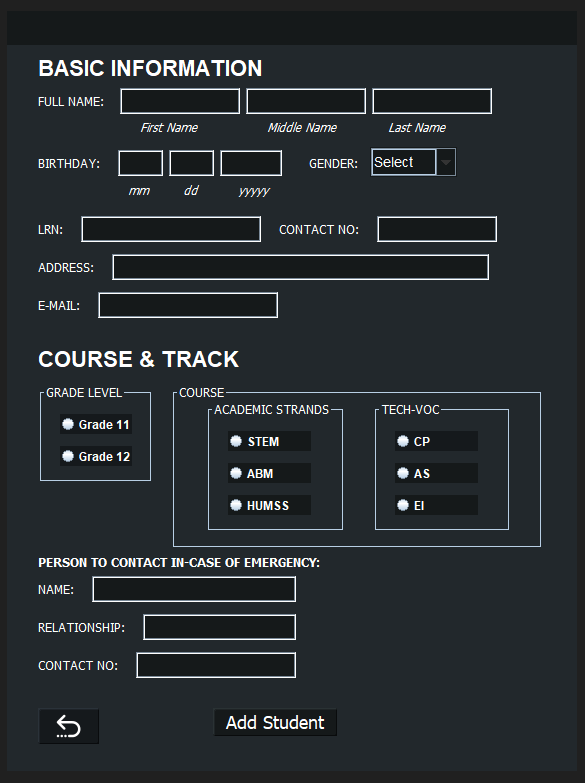 BASIC INFORMATION
FULL NAME:
First Name Middle Name Last Name
BIRTHDAY: GENDER: Select
mm dd yyyyy
LRN: CONTACT NO:
ADDRESS:
E-MAIL:
COURSE & TRACK
GRADE LEVEL COURSE
ACADEMIC STRANDS TECH-VOC
Grade 11 STEM CP
Grade 12 ABM AS
HUMSS EI
PERSON TO CONTACT IN-CASE OF EMERGENCY:
NAME:
RELATIONSHIP:
CONTACT NO:
Add Student